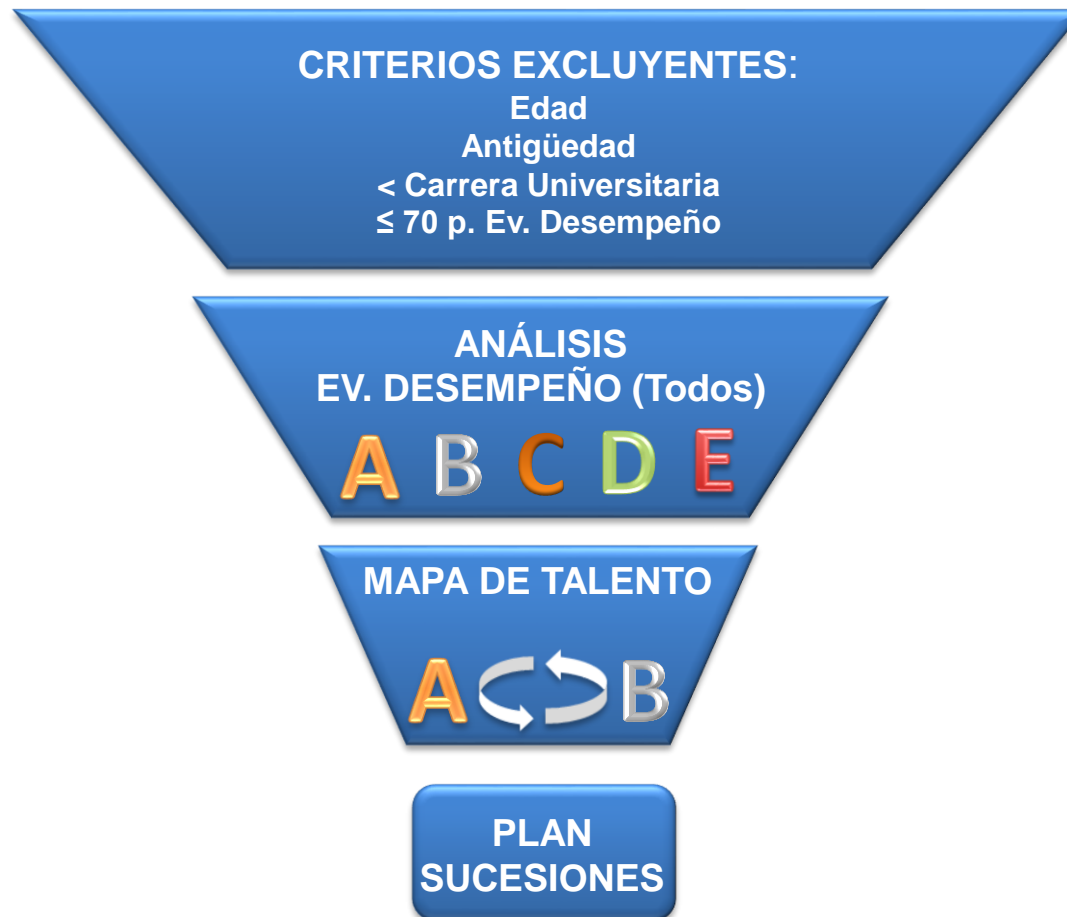 CRITERIOS EXCLUYENTES:
Edad
Antigüedad
< Carrera Universitaria
≤ 70 p. Ev. Desempeño
ANÁLISIS
EV. DESEMPEÑO (Todos)
A B C D E
MAPA DE TALENTO
A B
PLAN
SUCESIONES